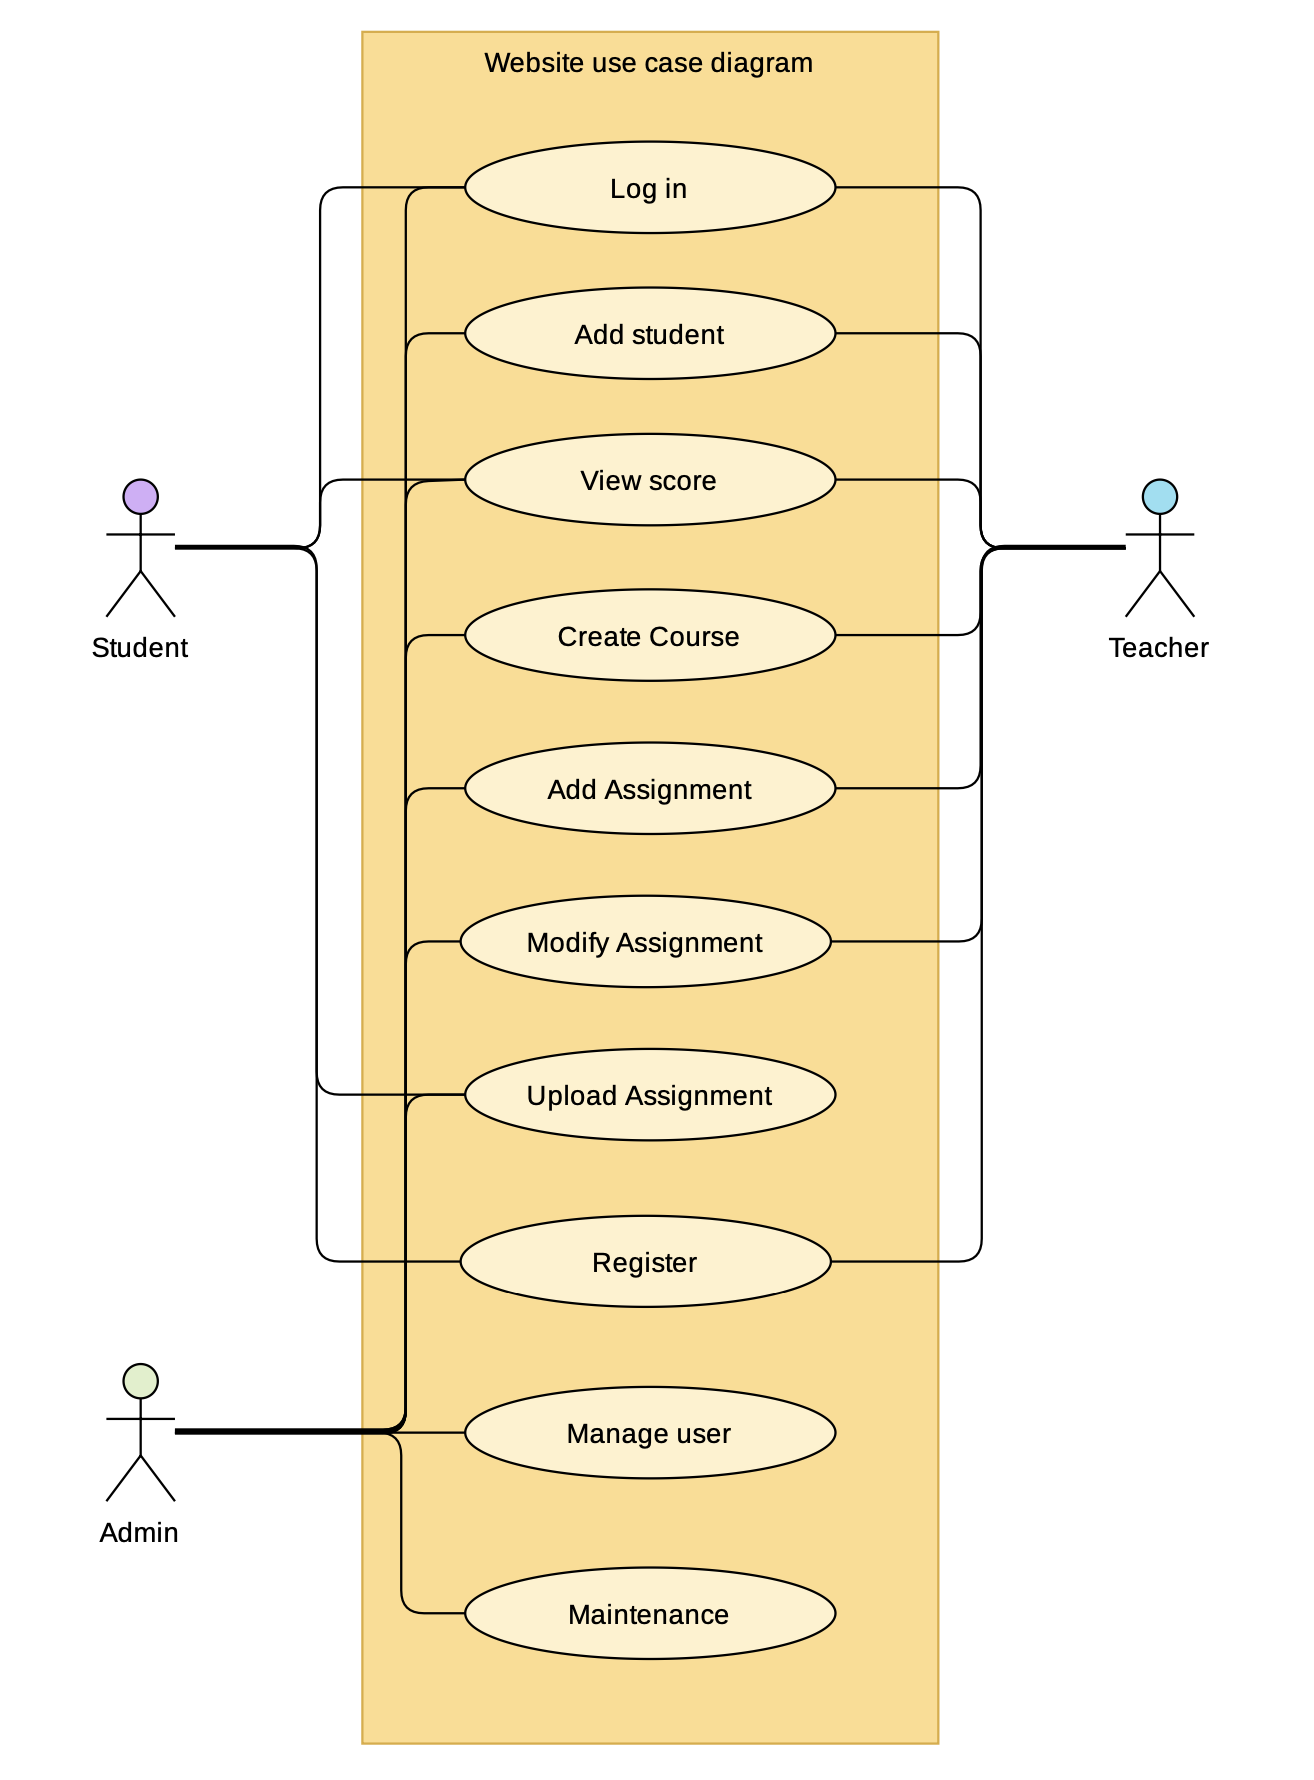 Website use case diagram
Log in
Add student
View score
Student
Teacher
Create Course
Add Assignment
Modify Assignment
Upload Assignment
Register
Manage user
Admin
Maintenance